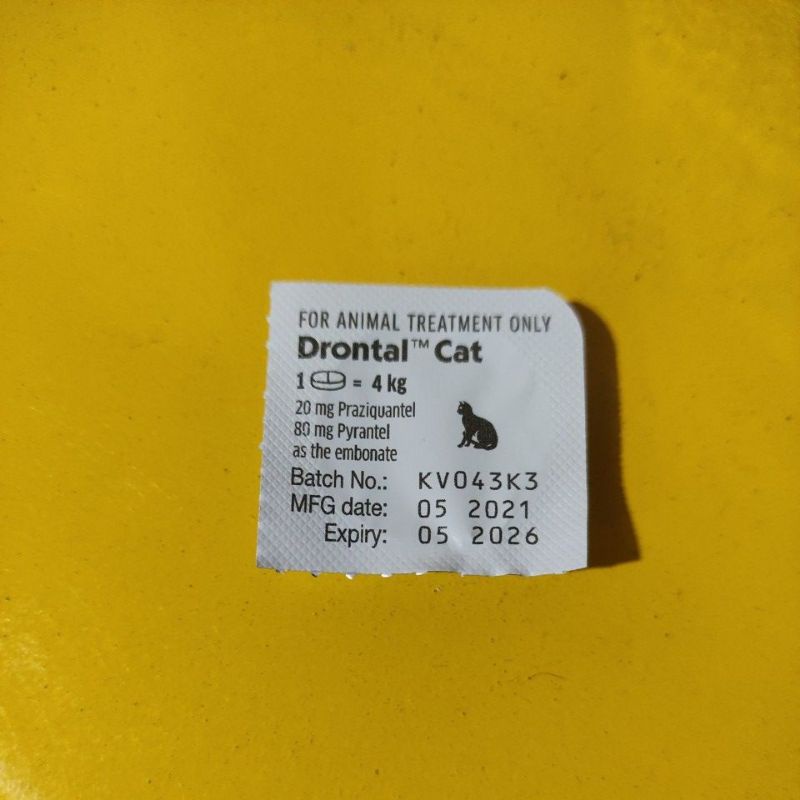 FOR ANIMAL TREATMENT ONLY
Drontal™ Cat
1 = 4 kg
20 mg Praziquantel
80 mg Pyrantel
as the embonate
Batch No.: KV043K3
MFG date: 05 2021
Expiry: 05 2026